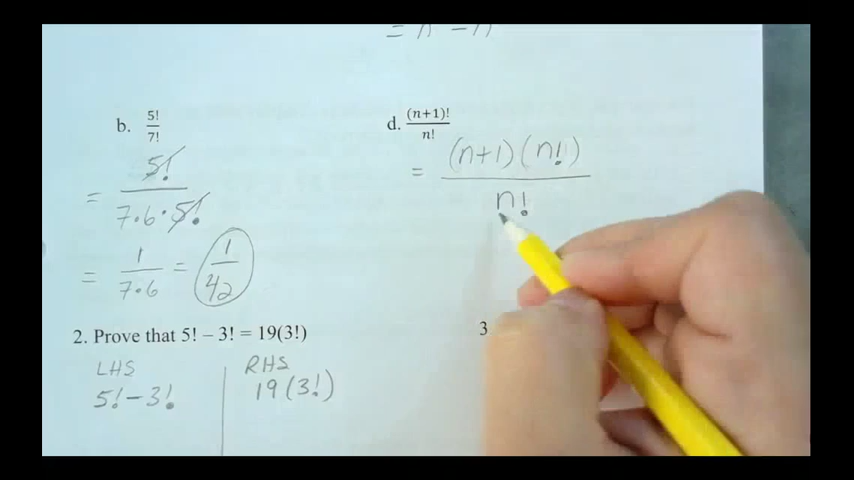 = n² - n
b. 5!/7!
= 5!/(7·6·5!)
= 1/(7·6) = 1/42
d. (n+1)!/n!
= (n+1)(n!)/n!
2. Prove that 5! – 3! = 19(3!)
LHS RHS
5! - 3! 19(3!)
3